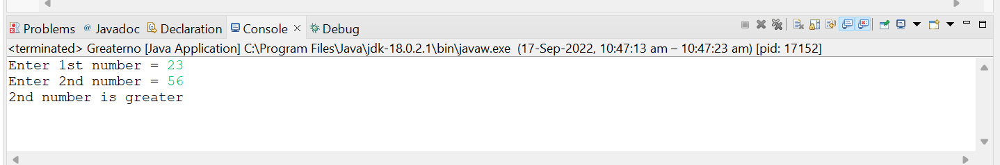 Problems @ Javadoc Declaration Console × Debug
<terminated> Greaterno [Java Application] C:\Program Files\Java\jdk-18.0.2.1\bin\javaw.exe (17-Sep-2022, 10:47:13 am – 10:47:23 am) [pid: 17152]
Enter 1st number = 23
Enter 2nd number = 56
2nd number is greater